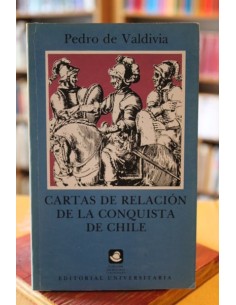 Pedro de Valdivia
CARTAS DE RELACIÓN
DE LA CONQUISTA
DE CHILE
EDITORIAL UNIVERSITARIA